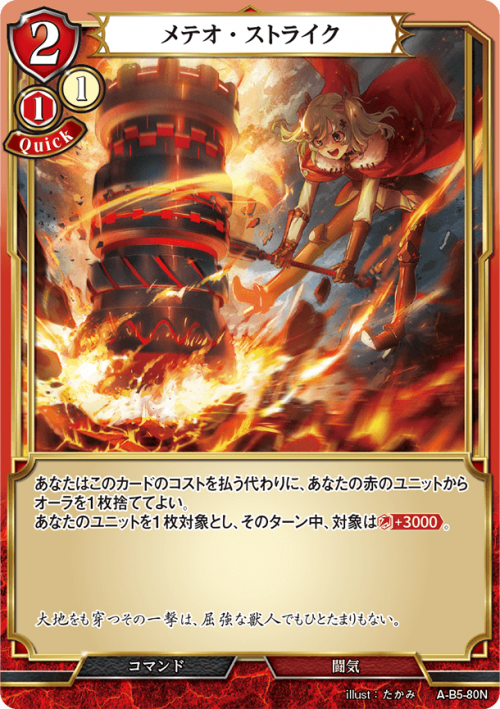 2
メテオ・ストライク
1
1
Quick
あなたはこのカードのコストを払う代わりに、あなたの赤のユニットから
オーラを1枚捨ててよい。
あなたのユニットを1枚対象とし、そのターン中、対象は+3000。
大地をも穿つその一撃は、屈強な獣人でもひとたまりもない。
コマンド
闘気
illust : たかみ A-B5-80N